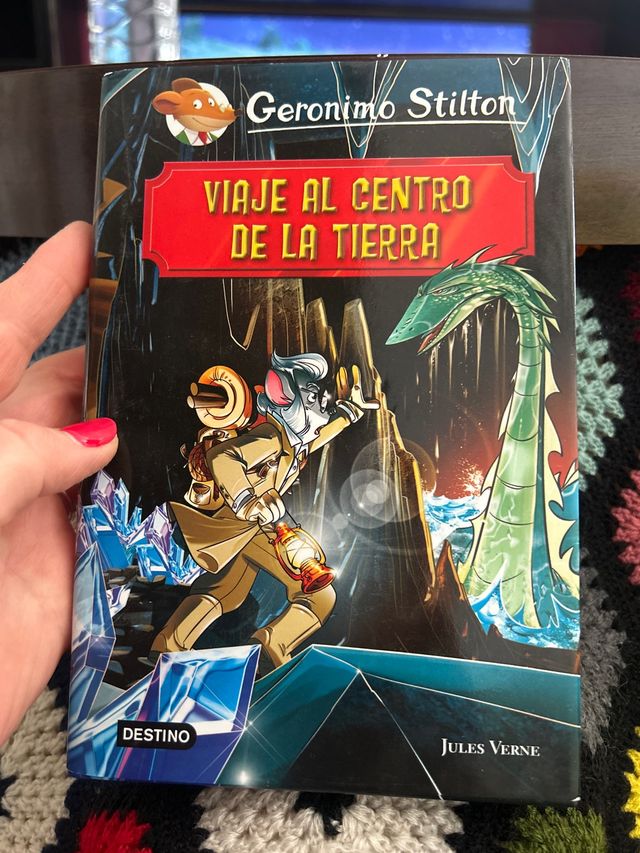 Geronimo Stilton
VIAJE AL CENTRO
DE LA TIERRA
DESTINO
JULES VERNE